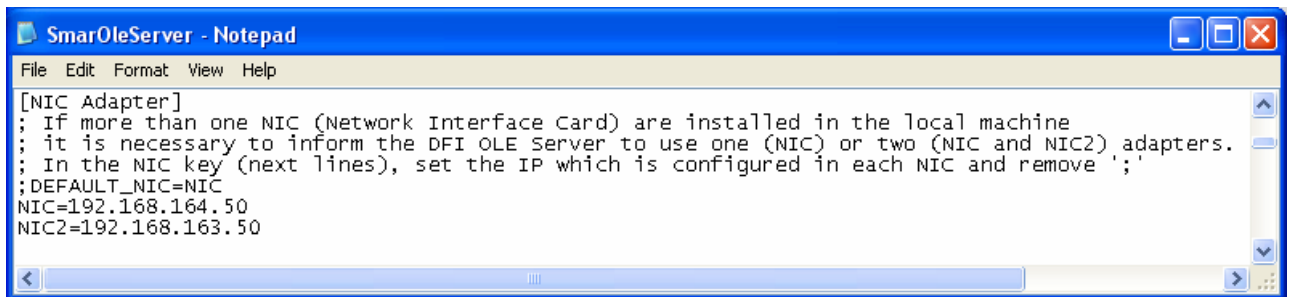 SmarOleServer - Notepad
File Edit Format View Help
[NIC Adapter]
; If more than one NIC (Network Interface Card) are installed in the local machine
; it is necessary to inform the DFI OLE Server to use one (NIC) or two (NIC and NIC2) adapters.
; In the NIC key (next lines), set the IP which is configured in each NIC and remove ';'
;DEFAULT_NIC=NIC
NIC=192.168.164.50
NIC2=192.168.163.50